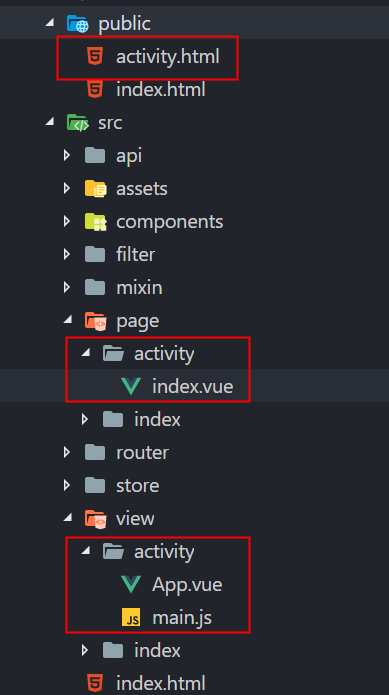 public
activity.html
index.html
src
api
assets
components
filter
mixin
page
activity
index.vue
index
router
store
view
activity
App.vue
JS main.js
index
index.html